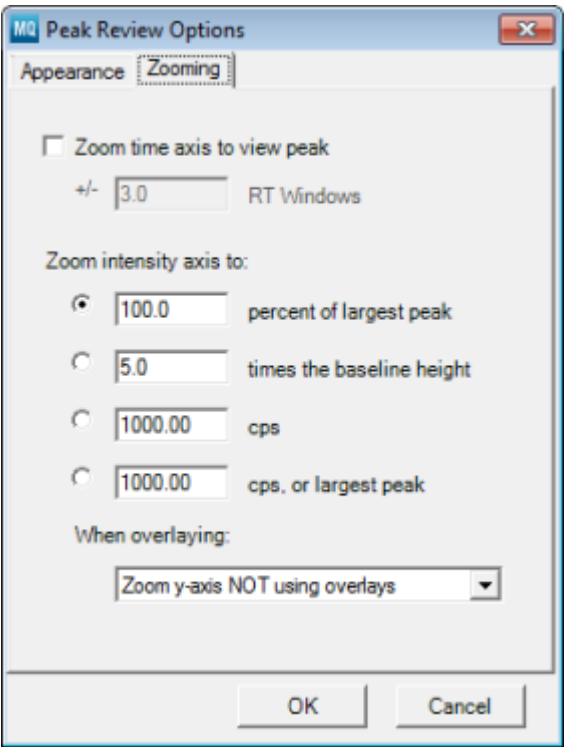 MQ Peak Review Options
Appearance Zooming
Zoom time axis to view peak
+/- 3.0 RT Windows
Zoom intensity axis to:
100.0 percent of largest peak
5.0 times the baseline height
1000.00 cps
1000.00 cps, or largest peak
When overlaying:
Zoom y-axis NOT using overlays
OK Cancel